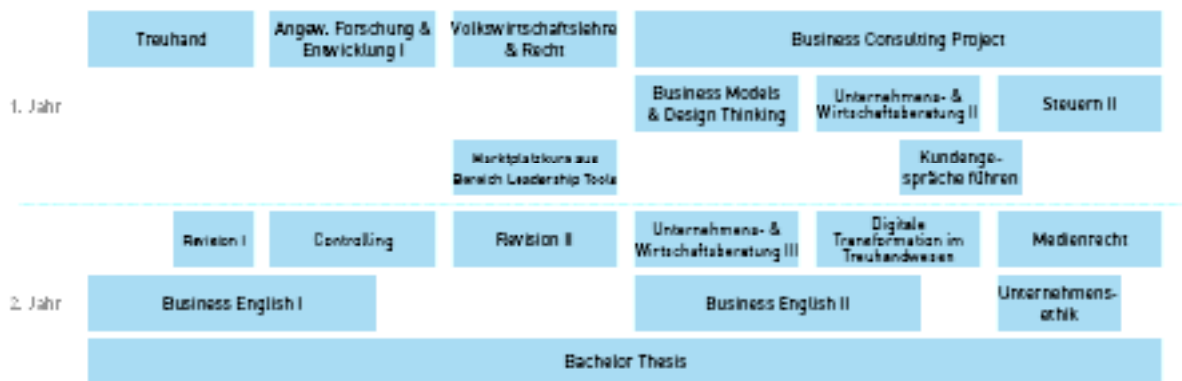 Treuhand
Angew. Forschung &
Entwicklung I
Volkswirtschaftslehre
& Recht
Business Consulting Project
1. Jahr
Business Models
& Design Thinking
Unternehmens- &
Wirtschaftsberatung II
Steuern II
Marktplatzkurs aus
Bereich Leadership Tools
Kundenge-
spräche führen
Revision I
Controlling
Revision II
Unternehmens- &
Wirtschaftsberatung III
Digitale
Transformation im
Treuhandwesen
Medienrecht
2. Jahr
Business English I
Business English II
Unternehmens-
ethik
Bachelor Thesis